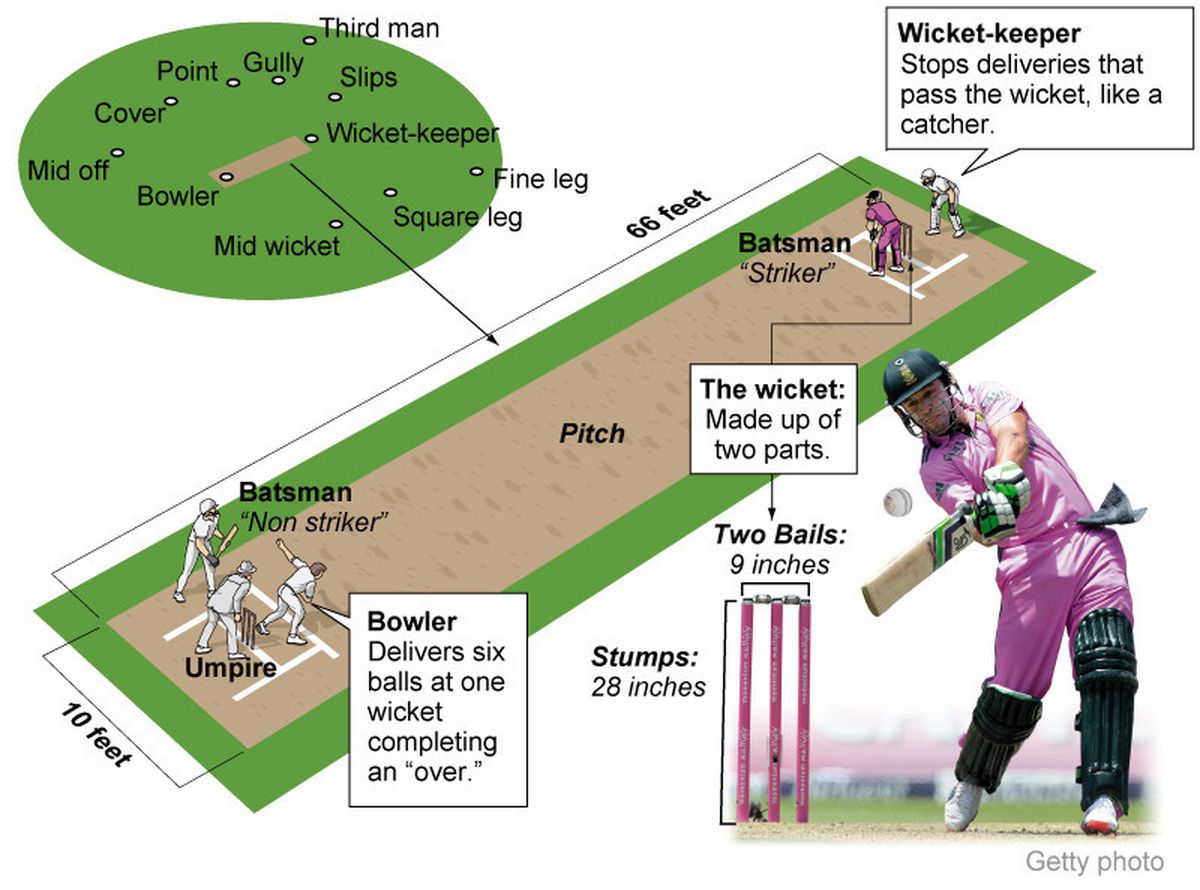 Third man
Gully
Point
Slips
Cover
Wicket-keeper
Mid off
Bowler
Fine leg
Square leg
Mid wicket
Wicket-keeper
Stops deliveries that
pass the wicket, like a
catcher.
66 feet
Batsman
“Striker”
The wicket:
Made up of
two parts.
Pitch
Batsman
“Non striker”
Two Bails:
9 inches
Bowler
Delivers six
balls at one
wicket
completing
an “over.”
Umpire
Stumps:
28 inches
10 feet
Getty photo